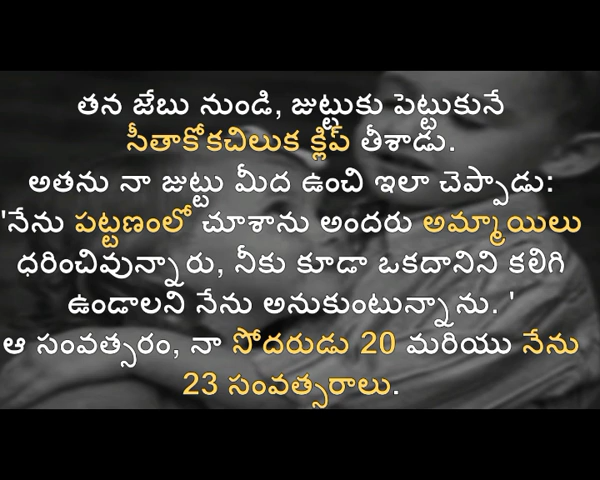 తన జేబు నుండి, జుట్టుకు పెట్టుకునే
సీతాకోకచిలుక క్లిప్ తీశాడు.
అతను నా జుట్టు మీద ఉంచి ఇలా చెప్పాడు:
'నేను పట్టణంలో చూశాను అందరు అమ్మాయిలు
ధరించివున్నారు, నీకు కూడా ఒకదానిని కలిగి
ఉండాలని నేను అనుకుంటున్నాను. '
ఆ సంవత్సరం, నా సోదరుడు 20 మరియు నేను
23 సంవత్సరాలు.